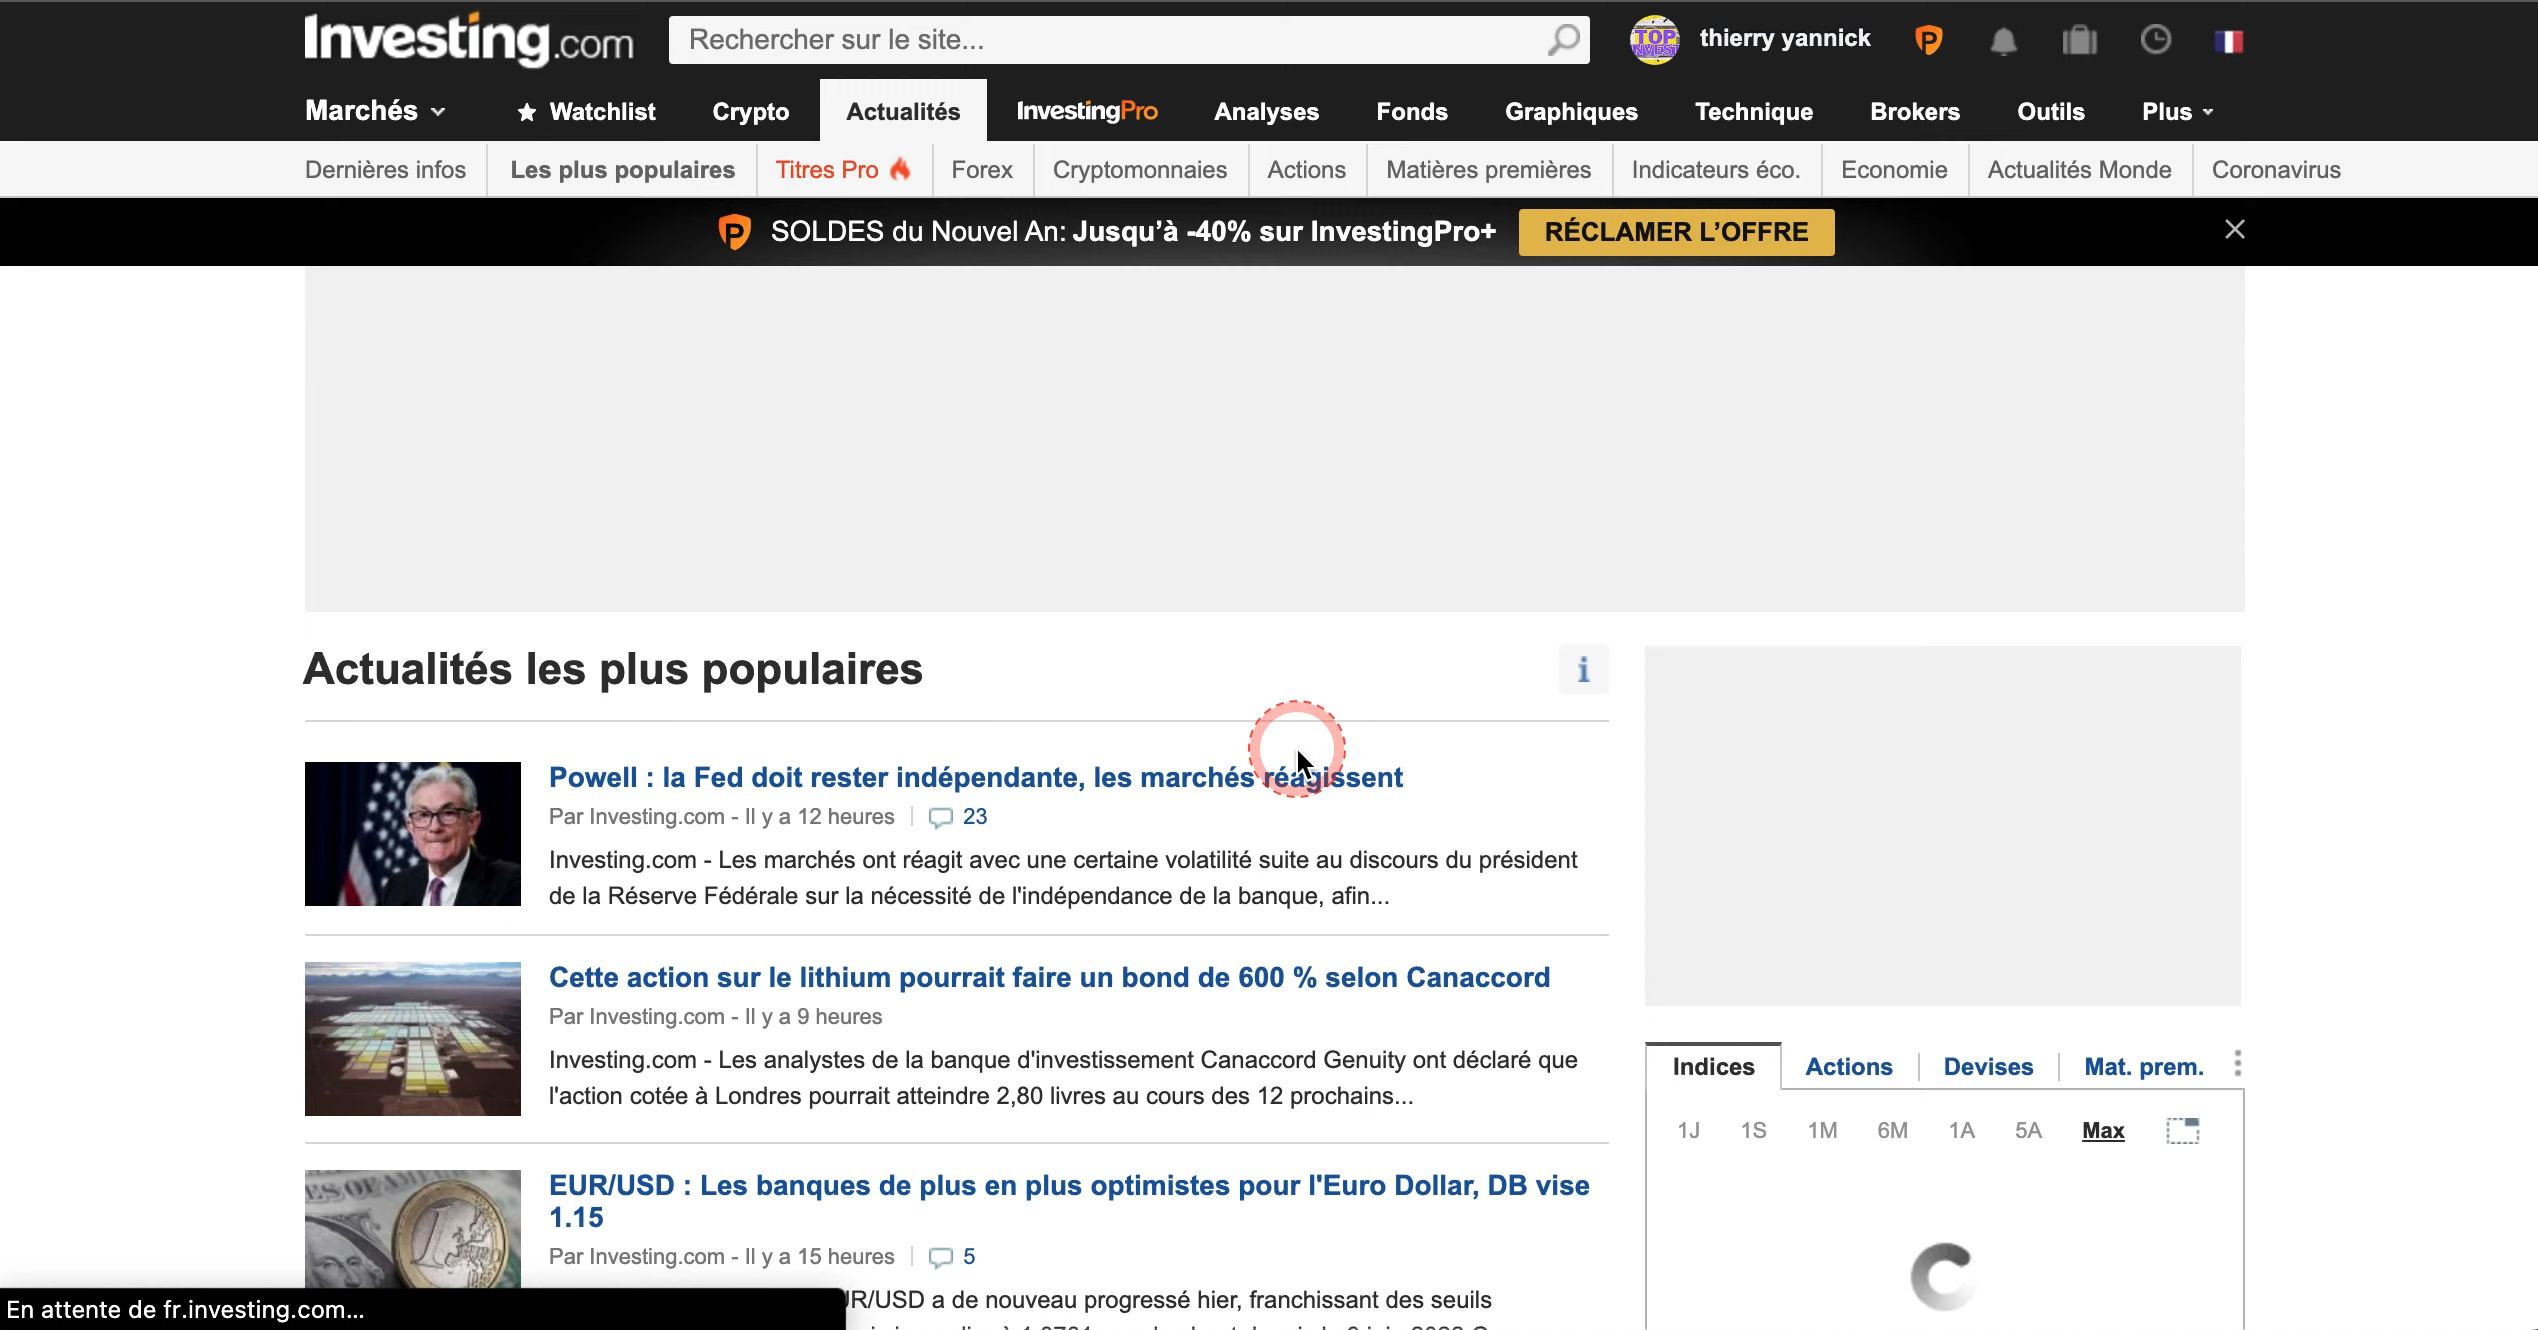 Investing.com
Rechercher sur le site...
TOP
thierry yannick
Marchés
Watchlist
Crypto
Actualités
InvestingPro
Analyses
Fonds
Graphiques
Technique
Brokers
Outils
Plus
Dernières infos
Les plus populaires
Titres Pro
Forex
Cryptomonnaies
Actions
Matières premières
Indicateurs éco.
Economie
Actualités Monde
Coronavirus
SOLDES du Nouvel An: Jusqu’à -40% sur InvestingPro+
RÉCLAMER L’OFFRE
Actualités les plus populaires
i
Powell : la Fed doit rester indépendante, les marchés réagissent
Par Investing.com - Il y a 12 heures
23
Investing.com - Les marchés ont réagit avec une certaine volatilité suite au discours du président
de la Réserve Fédérale sur la nécessité de l'indépendance de la banque, afin...
Cette action sur le lithium pourrait faire un bond de 600 % selon Canaccord
Par Investing.com - Il y a 9 heures
Investing.com - Les analystes de la banque d'investissement Canaccord Genuity ont déclaré que
l'action cotée à Londres pourrait atteindre 2,80 livres au cours des 12 prochains...
EUR/USD : Les banques de plus en plus optimistes pour l'Euro Dollar, DB vise
1.15
Par Investing.com - Il y a 15 heures
5
R/USD a de nouveau progressé hier, franchissant des seuils
Indices
Actions
Devises
Mat. prem.
1J
1S
1M
6M
1A
5A
Max
En attente de fr.investing.com...